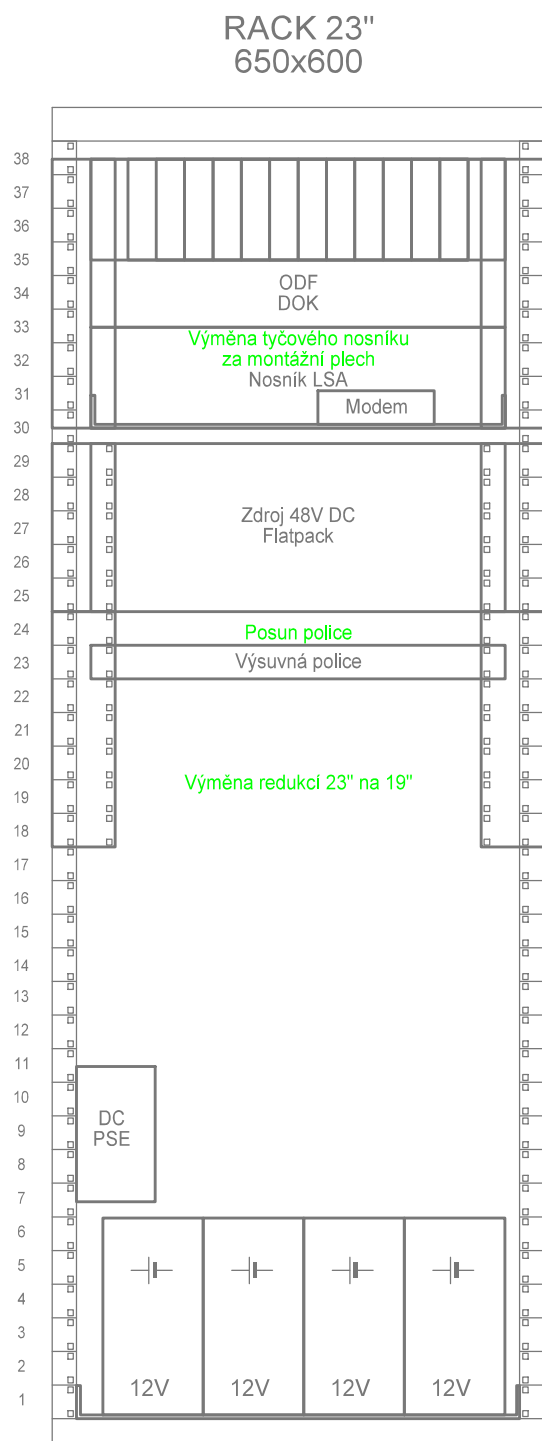 RACK 23"
650x600
38
37
36
35
34
33
32
31
30
29
28
27
26
25
24
23
22
21
20
19
18
17
16
15
14
13
12
11
10
9
8
7
6
5
4
3
2
1
ODF
DOK
Výměna tyčového nosníku
za montážní plech
Nosník LSA
Modem
Zdroj 48V DC
Flatpack
Posun police
Výsuvná police
Výměna redukcí 23" na 19"
DC
PSE
12V 12V 12V 12V